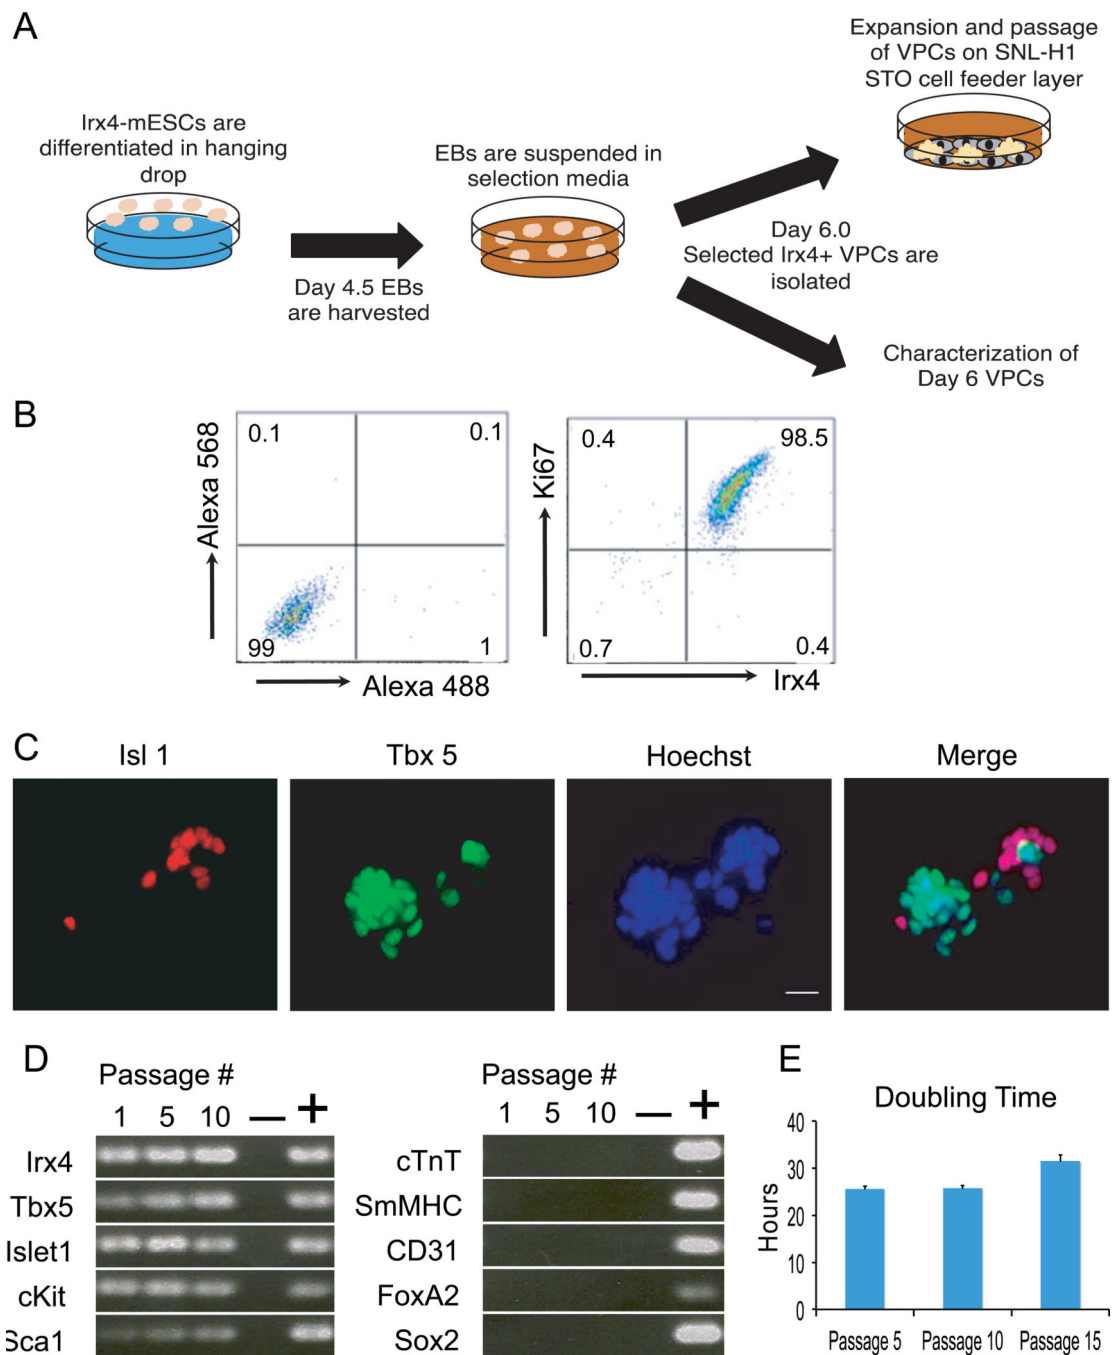 A
Irx4-mESCs are
differentiated in hanging
drop
Day 4.5 EBs
are harvested
EBs are suspended in
selection media
Day 6.0
Selected Irx4+ VPCs are
isolated
Expansion and passage
of VPCs on SNL-H1
STO cell feeder layer
Characterization of
Day 6 VPCs
B
Alexa 568
0.1 0.1
99 1
Alexa 488
Ki67
0.4 98.5
0.7 0.4
Irx4
C
Isl 1 Tbx 5 Hoechst Merge
D
Passage #
1 5 10 — +
Irx4
Tbx5
Islet1
cKit
Sca1
Passage #
1 5 10 — +
cTnT
SmMHC
CD31
FoxA2
Sox2
E
Doubling Time
Hours
40
30
20
10
0
Passage 5 Passage 10 Passage 15